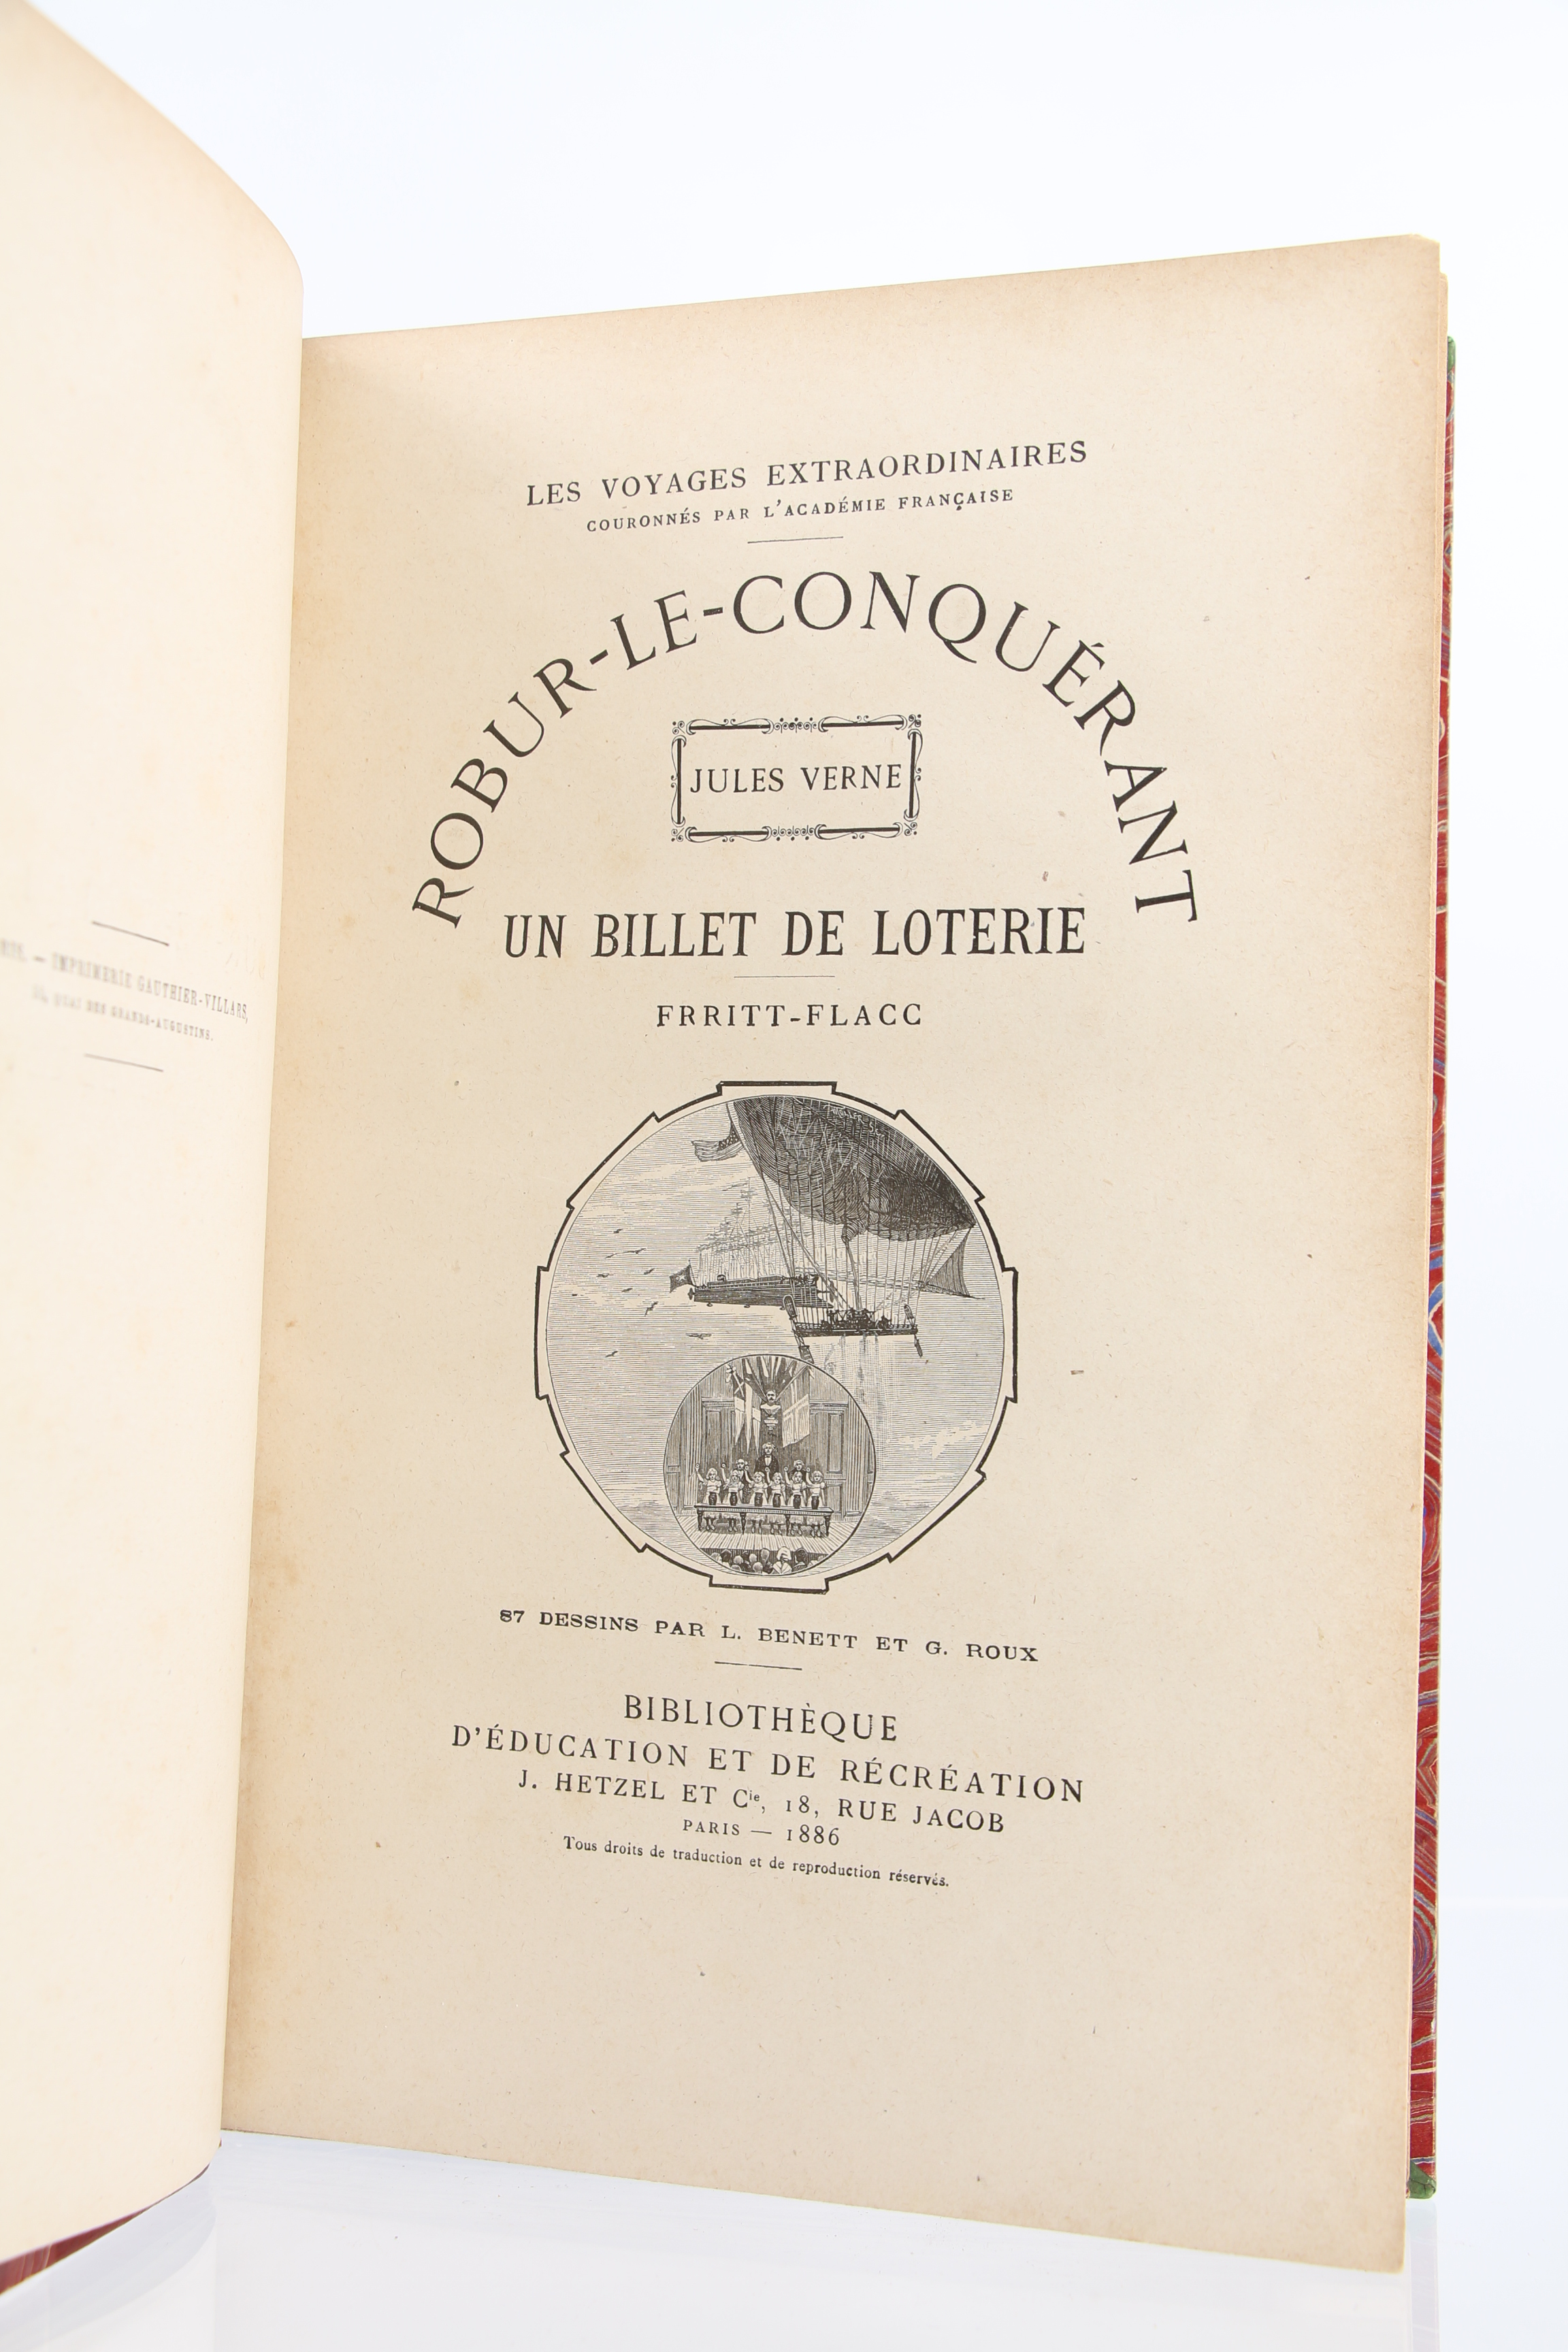 IMPRIMERIE GAUTHIER-VILLARS,
QUAI DES GRANDS-AUGUSTINS.
LES VOYAGES EXTRAORDINAIRES
COURONNÉS PAR L'ACADÉMIE FRANÇAISE
ROBUR-LE-CONQUÉRANT
JULES VERNE
UN BILLET DE LOTERIE
FRRITT-FLACC
87 DESSINS PAR L. BENETT ET G. ROUX
BIBLIOTHÈQUE
D'ÉDUCATION ET DE RÉCRÉATION
J. HETZEL ET Cie, 18, RUE JACOB
PARIS — 1886
Tous droits de traduction et de reproduction réservés.